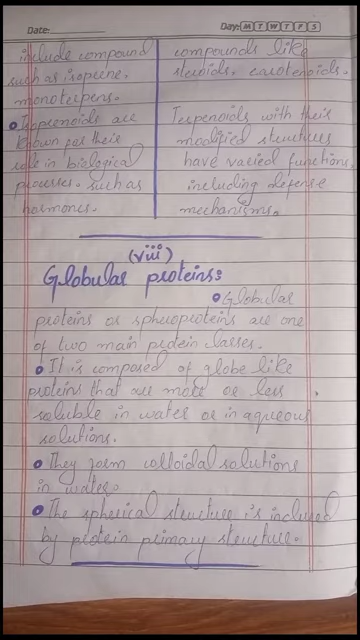 Date:
Day: M T W T F S
include compound
such as isoprene.
monoterpens.
Isoprenoids are
known for their
role in biological
processes. such as
hormones.
compounds like
steroids, carotenoids.
Terpenoids with their
modified structures
have varied functions,
including defense
mechanisms.
(viii)
Globular proteins:
Globular
proteins or spheroproteins are one
of two main protein classes.
It is composed of globe like
proteins that are more or less
soluble in water or in aqueous
solutions.
They form colloidal solutions
in water.
The spherical structure is
by protein primary structure.